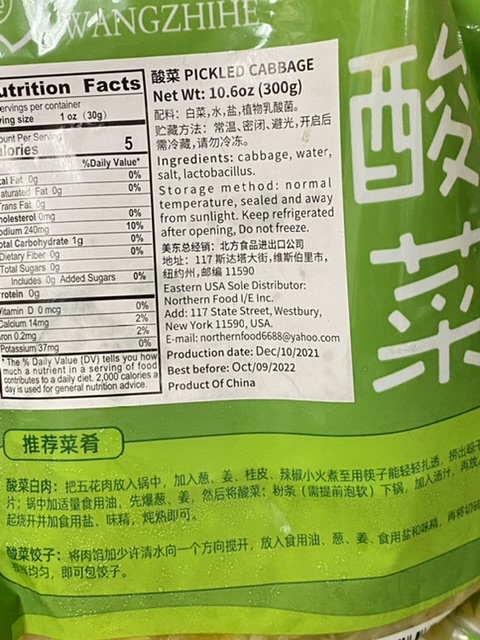 WANGZHIHE
酸菜
utrition Facts
ervings per container
ving size 1 oz (30g)
ount Per Serving
alories 5
%Daily Value*
tal Fat 0g 0%
aturated Fat 0g 0%
Trans Fat 0g
holesterol 0mg 0%
odium 240mg 10%
otal Carbohydrate 1g 0%
Dietary Fiber 0g 0%
Total Sugars 0g
Includes 0g Added Sugars 0%
rotein 0g
Vitamin D 0 mcg 0%
Calcium 14mg 2%
ron 0.2mg 2%
Potassium 37mg 0%
*The % Daily Value (DV) tells you how
much a nutrient in a serving of food
contributes to a daily diet. 2,000 calories a
day is used for general nutrition advice.
酸菜 PICKLED CABBAGE
Net Wt: 10.6oz (300g)
配料：白菜,水,盐,植物乳酸菌。
贮藏方法：常温、密闭、避光,开启后
需冷藏,请勿冷冻。
Ingredients: cabbage, water,
salt, lactobacillus.
Storage method: normal
temperature, sealed and away
from sunlight. Keep refrigerated
after opening, Do not freeze.
美东总经销：北方食品进出口公司
地址：117 斯达塔大街,维斯伯里市,
纽约州,邮编 11590
Eastern USA Sole Distributor:
Northern Food I/E Inc.
Add: 117 State Street, Westbury,
New York 11590, USA.
E-mail: northernfood6688@yahoo.com
Production date: Dec/10/2021
Best before: Oct/09/2022
Product Of China
推荐菜肴
酸菜白肉：把五花肉放入锅中，加入葱、姜、桂皮、辣椒小火煮至用筷子能轻轻扎透，捞出晾
片；锅中加适量食用油，先爆葱、姜，然后将酸菜；粉条（需提前泡软）下锅，加入汤汁，再放
起烧开并加食用盐、味精，炖熟即可。
酸菜饺子：将肉馅加少许清水向一个方向搅开，放入食用油、葱、姜、食用盐和味精，再将切
均匀，即可包饺子。